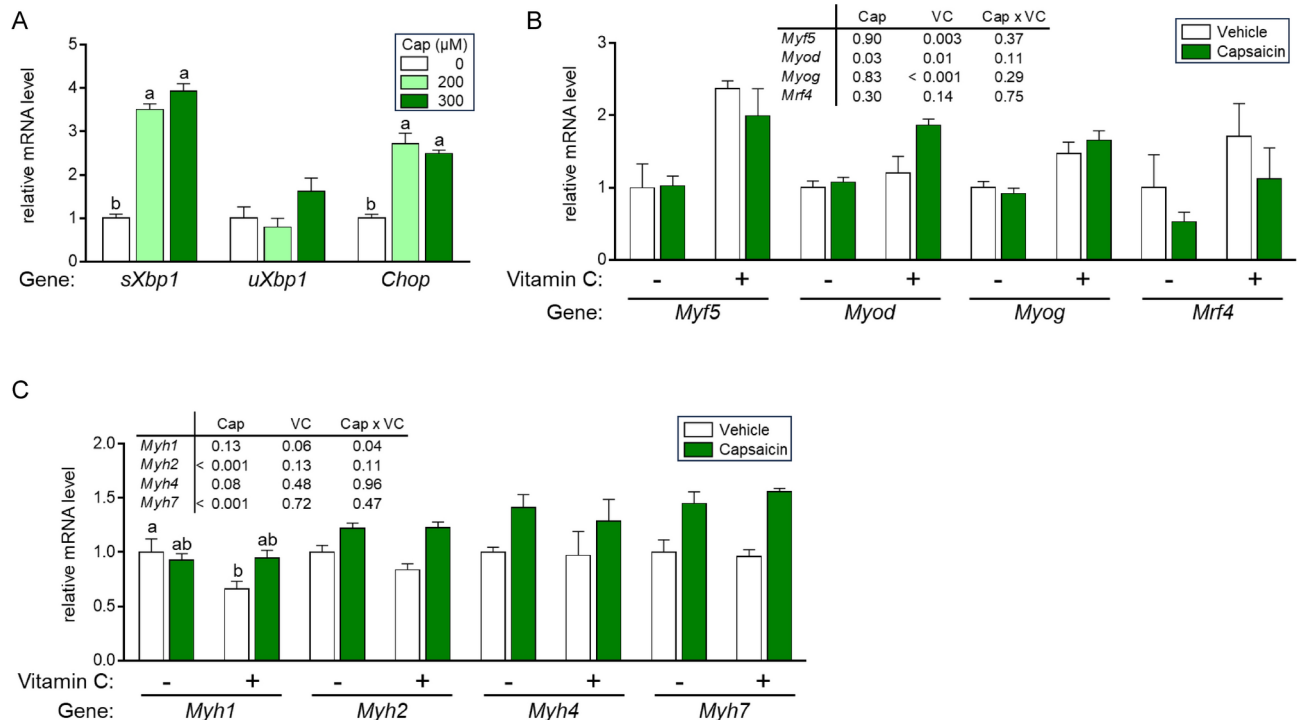 A
relative mRNA level
5
4
3
2
1
0
Cap (µM)
0
200
300
b
a
a
b
a
a
Gene: sXbp1 uXbp1 Chop
B
relative mRNA level
3
2
1
0
Cap VC Cap x VC
Myf5 0.90 0.003 0.37
Myod 0.03 0.01 0.11
Myog 0.83 < 0.001 0.29
Mrf4 0.30 0.14 0.75
Vehicle
Capsaicin
Vitamin C: - + - + - + - +
Gene: Myf5 Myod Myog Mrf4
C
relative mRNA level
2.0
1.5
1.0
0.5
0.0
Cap VC Cap x VC
Myh1 0.13 0.06 0.04
Myh2 < 0.001 0.13 0.11
Myh4 0.08 0.48 0.96
Myh7 < 0.001 0.72 0.47
Vehicle
Capsaicin
a
ab
b
ab
Vitamin C: - + - + - + - +
Gene: Myh1 Myh2 Myh4 Myh7